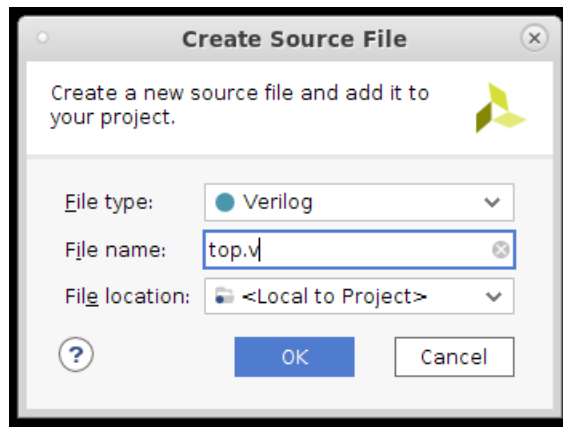 Create Source File
Create a new source file and add it to
your project.
File type: Verilog
File name: top.v
File location: <Local to Project>
? OK Cancel